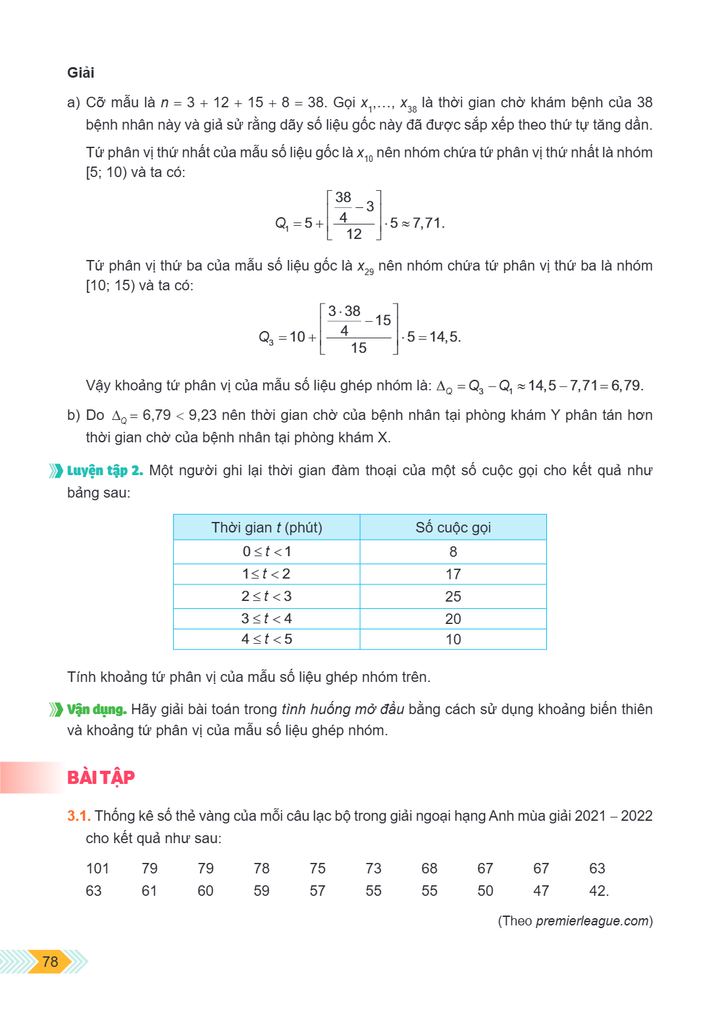 Giải
a) Cỡ mẫu là n = 3 + 12 + 15 + 8 = 38. Gọi x₁,…, x₃₈ là thời gian chờ khám bệnh của 38
bệnh nhân này và giả sử rằng dãy số liệu gốc này đã được sắp xếp theo thứ tự tăng dần.
Tứ phân vị thứ nhất của mẫu số liệu gốc là x₁₀ nên nhóm chứa tứ phân vị thứ nhất là nhóm
[5; 10) và ta có:
Q₁ = 5 + [(38/4 − 3)/12] · 5 ≈ 7,71.
Tứ phân vị thứ ba của mẫu số liệu gốc là x₂₉ nên nhóm chứa tứ phân vị thứ ba là nhóm
[10; 15) và ta có:
Q₃ = 10 + [(3 · 38/4 − 15)/15] · 5 = 14,5.
Vậy khoảng tứ phân vị của mẫu số liệu ghép nhóm là: Δ_Q = Q₃ − Q₁ ≈ 14,5 − 7,71 = 6,79.
b) Do Δ_Q = 6,79 < 9,23 nên thời gian chờ của bệnh nhân tại phòng khám Y phân tán hơn
thời gian chờ của bệnh nhân tại phòng khám X.
Luyện tập 2. Một người ghi lại thời gian đàm thoại của một số cuộc gọi cho kết quả như
bảng sau:
Thời gian t (phút) Số cuộc gọi
0 ≤ t < 1 8
1 ≤ t < 2 17
2 ≤ t < 3 25
3 ≤ t < 4 20
4 ≤ t < 5 10
Tính khoảng tứ phân vị của mẫu số liệu ghép nhóm trên.
Vận dụng. Hãy giải bài toán trong tình huống mở đầu bằng cách sử dụng khoảng biến thiên
và khoảng tứ phân vị của mẫu số liệu ghép nhóm.
BÀI TẬP
3.1. Thống kê số thẻ vàng của mỗi câu lạc bộ trong giải ngoại hạng Anh mùa giải 2021 – 2022
cho kết quả như sau:
101 79 79 78 75 73 68 67 67 63
63 61 60 59 57 55 55 50 47 42.
(Theo premierleague.com)
78